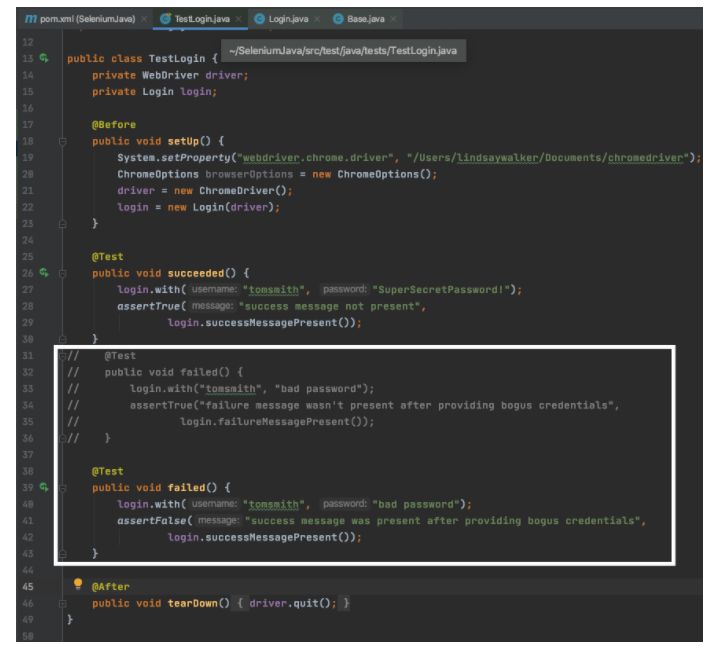 pom.xml (SeleniumJava) × TestLogin.java × Login.java × Base.java ×
12
~/SeleniumJava/src/test/java/tests/TestLogin.java
13 public class TestLogin {
14 private WebDriver driver;
15 private Login login;
16
17 @Before
18 public void setUp() {
19 System.setProperty("webdriver.chrome.driver", "/Users/lindsaywalker/Documents/chromedriver");
20 ChromeOptions browserOptions = new ChromeOptions();
21 driver = new ChromeDriver();
22 login = new Login(driver);
23 }
24
25 @Test
26 public void succeeded() {
27 login.with( username: "tomsmith", password: "SuperSecretPassword!");
28 assertTrue( message: "success message not present",
29 login.successMessagePresent());
30 }
31 // @Test
32 // public void failed() {
33 // login.with("tomsmith", "bad password");
34 // assertTrue("failure message wasn't present after providing bogus credentials",
35 // login.failureMessagePresent());
36 // }
37
38 @Test
39 public void failed() {
40 login.with( username: "tomsmith", password: "bad password");
41 assertFalse( message: "success message was present after providing bogus credentials",
42 login.successMessagePresent());
43 }
44
45 @After
46 public void tearDown() { driver.quit(); }
49 }
50